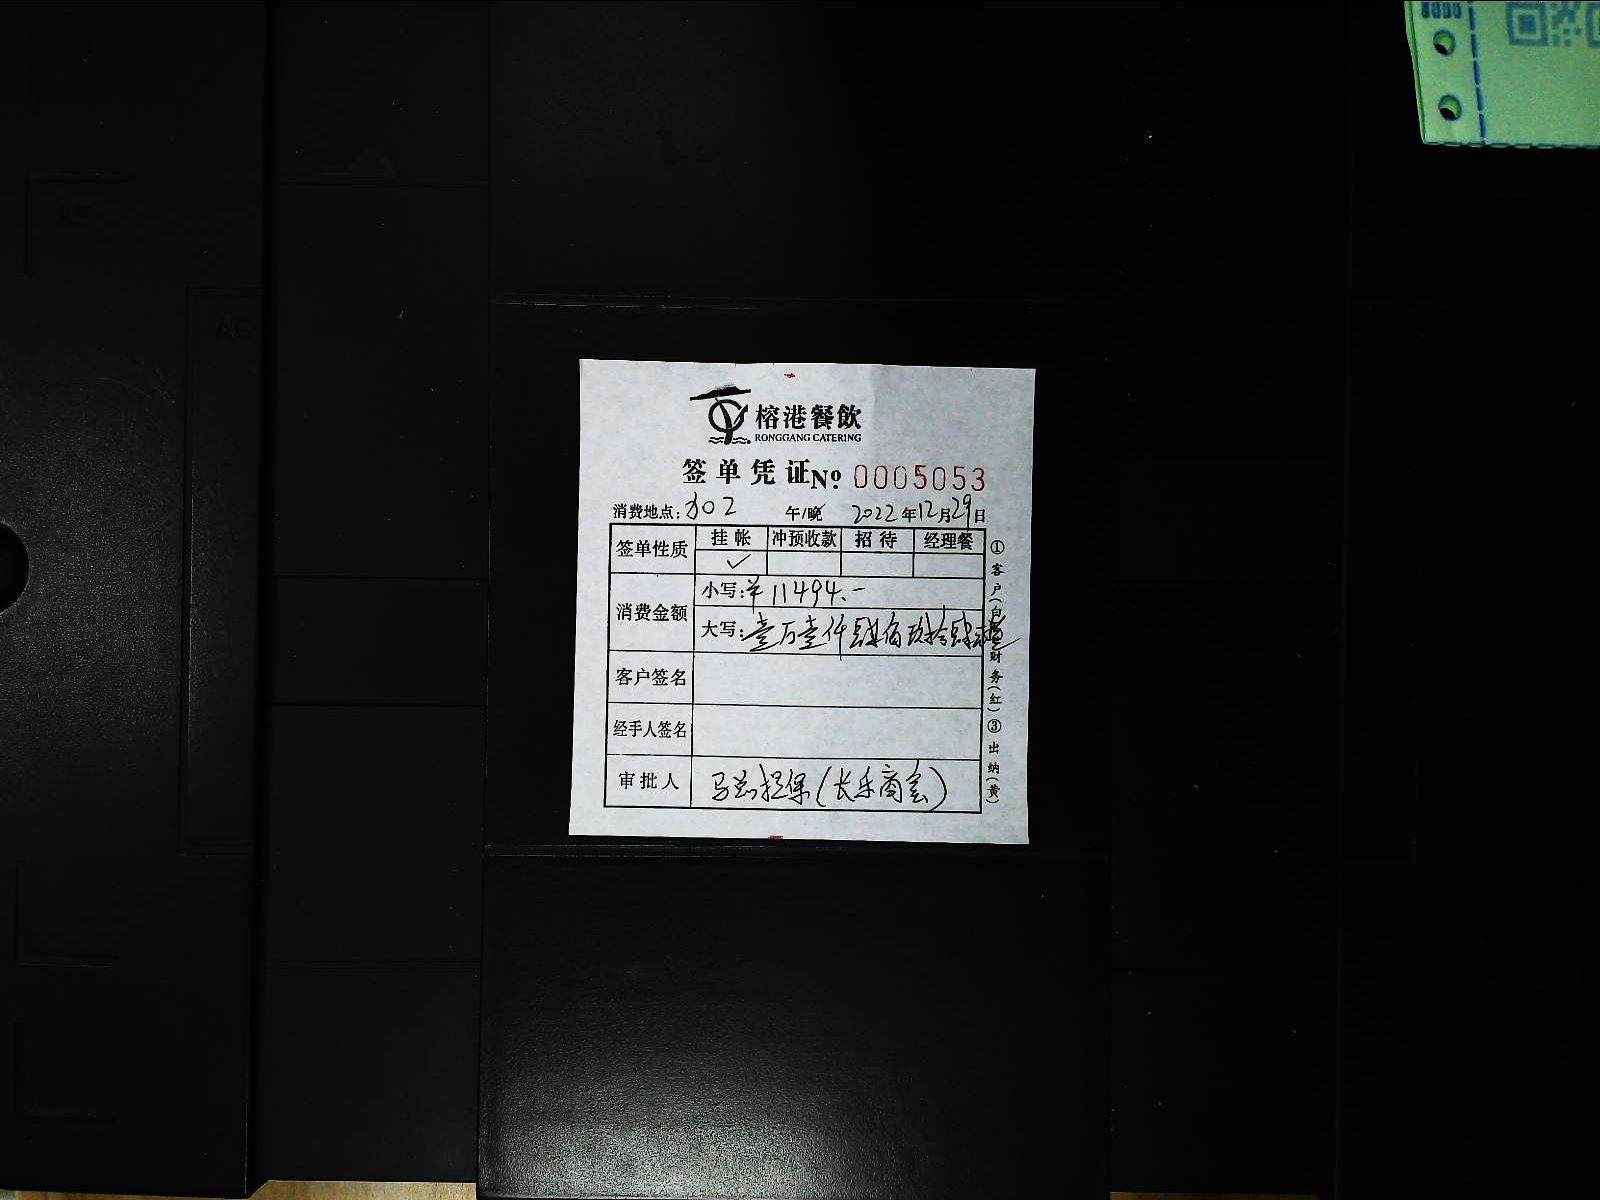 榕港餐飲
RONGGANG CATERING
签单凭证 No: 0005053
消费地点: 302 午/晚 2022年12月29日
签单性质 挂帐 冲预收款 招待 经理餐
✓
消费金额 小写: ¥11494.-
大写: 壹万壹仟肆佰玖拾肆元整
客户签名
经手人签名
审批人 马总担保(长乐商会)
①客户(白) 财务(红) ③出纳(黄)
A6